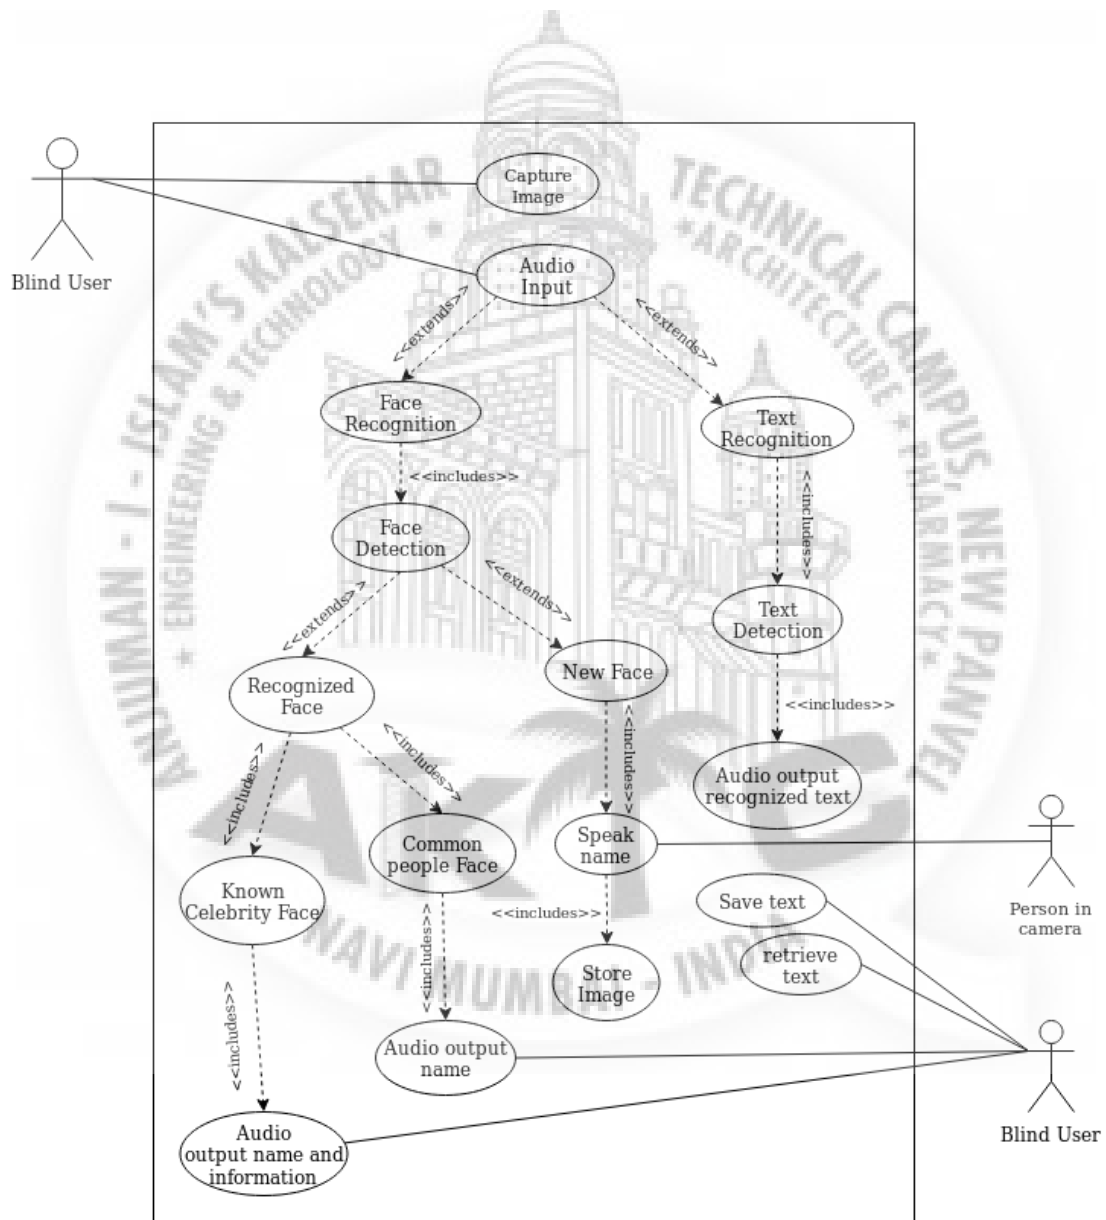 ANJUMAN - I - ISLAM'S KALSEKAR TECHNICAL CAMPUS, NEW PANVEL
★ ENGINEERING & TECHNOLOGY ★ ★ ARCHITECTURE ★ PHARMACY ★
Capture
Image
Blind User
Audio
Input
<<extends>>
<<extends>>
Face
Recognition
Text
Recognition
<<includes>>
<<includes>>
Face
Detection
<<extends>>
<<extends>>
Text
Detection
New Face
Recognized
Face
<<includes>>
<<includes>>
<<includes>>
<<includes>>
Audio output
recognized text
AKTC
Speak
name
Common
people Face
Known
Celebrity Face
Save text
Person in
camera
<<includes>>
<<includes>>
retrieve
text
NAVI MUMBAI - INDIA
Store
Image
<<includes>>
Audio output
name
Blind User
Audio
output name and
information